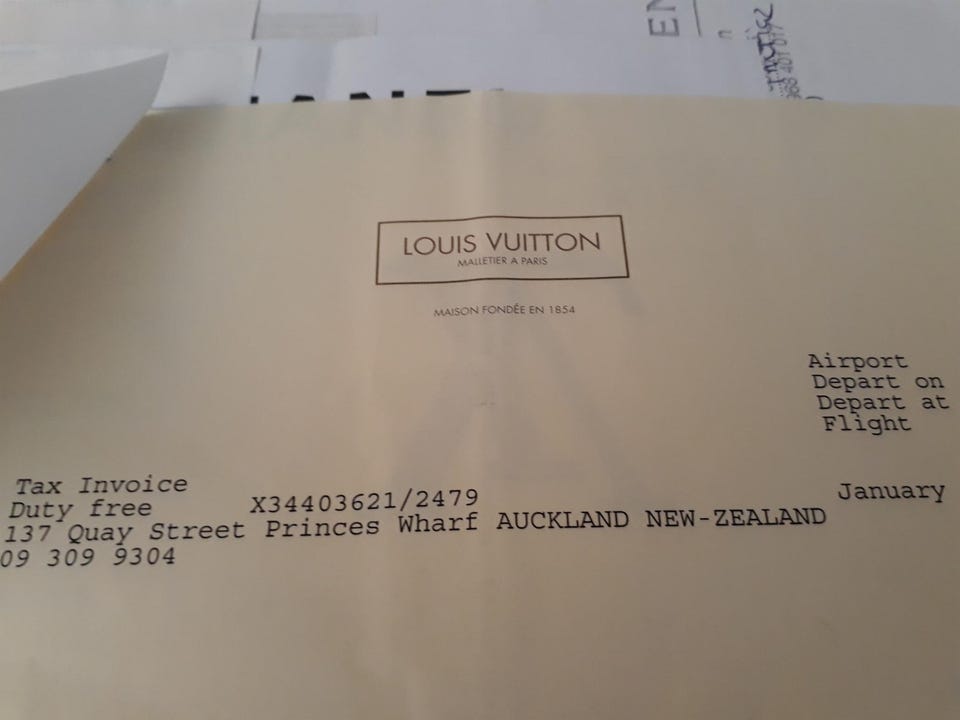 LOUIS VUITTON
MALLETIER A PARIS
MAISON FONDÉE EN 1854
Airport
Depart on
Depart at
Flight
Tax Invoice
Duty free X34403621/2479 January
137 Quay Street Princes Wharf AUCKLAND NEW-ZEALAND
09 309 9304